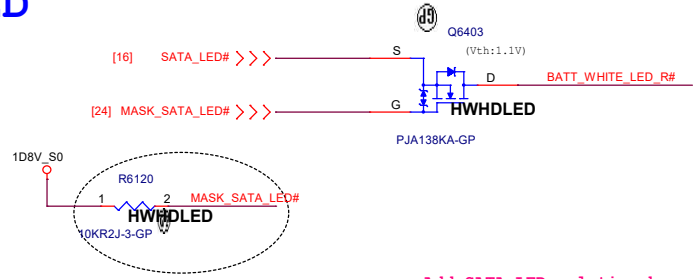 D
Q6403
(Vth:1.1V)
[16] SATA_LED#
S
D
BATT_WHITE_LED_R#
[24] MASK_SATA_LED#
G
HWHDLED
PJA138KA-GP
1D8V_S0
R6120
1
2
MASK_SATA_LED#
HWHDLED
10KR2J-3-GP